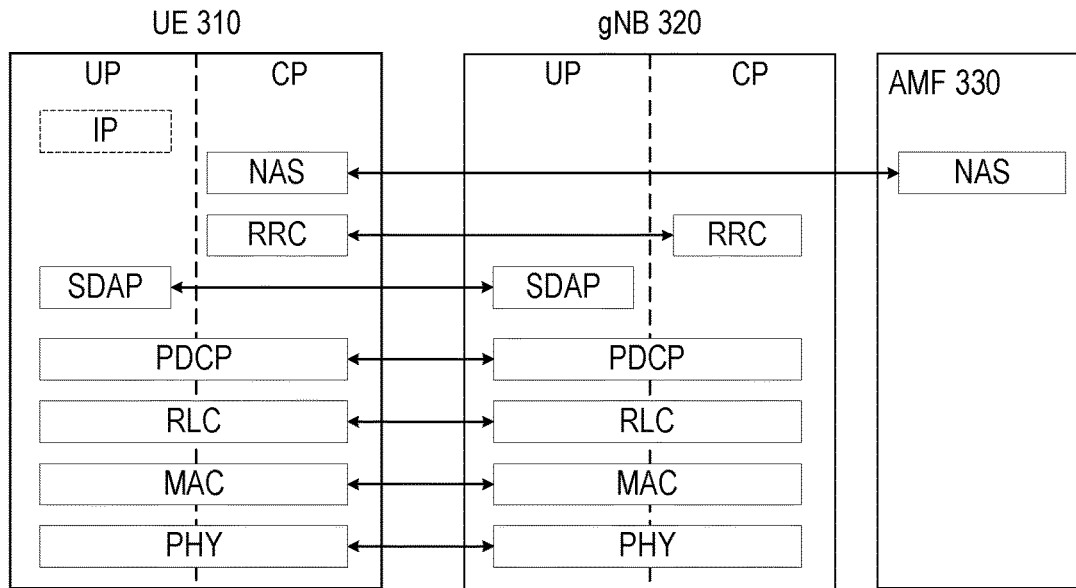 UE 310
gNB 320
UP
CP
UP
CP
AMF 330
IP
NAS
NAS
RRC
RRC
SDAP
SDAP
PDCP
PDCP
RLC
RLC
MAC
MAC
PHY
PHY